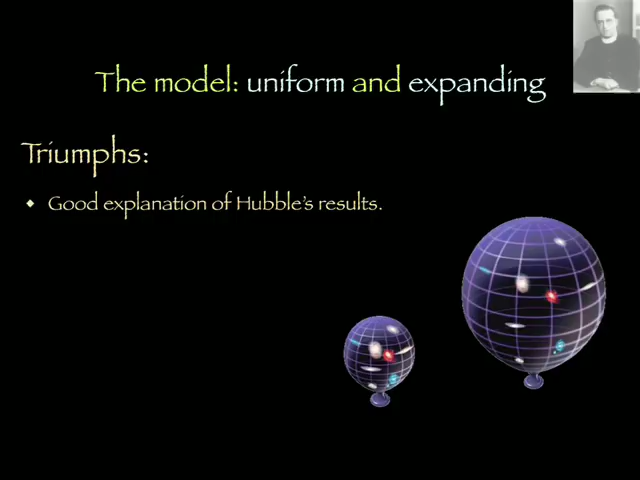 The model: uniform and expanding
Triumphs:
Good explanation of Hubble's results.